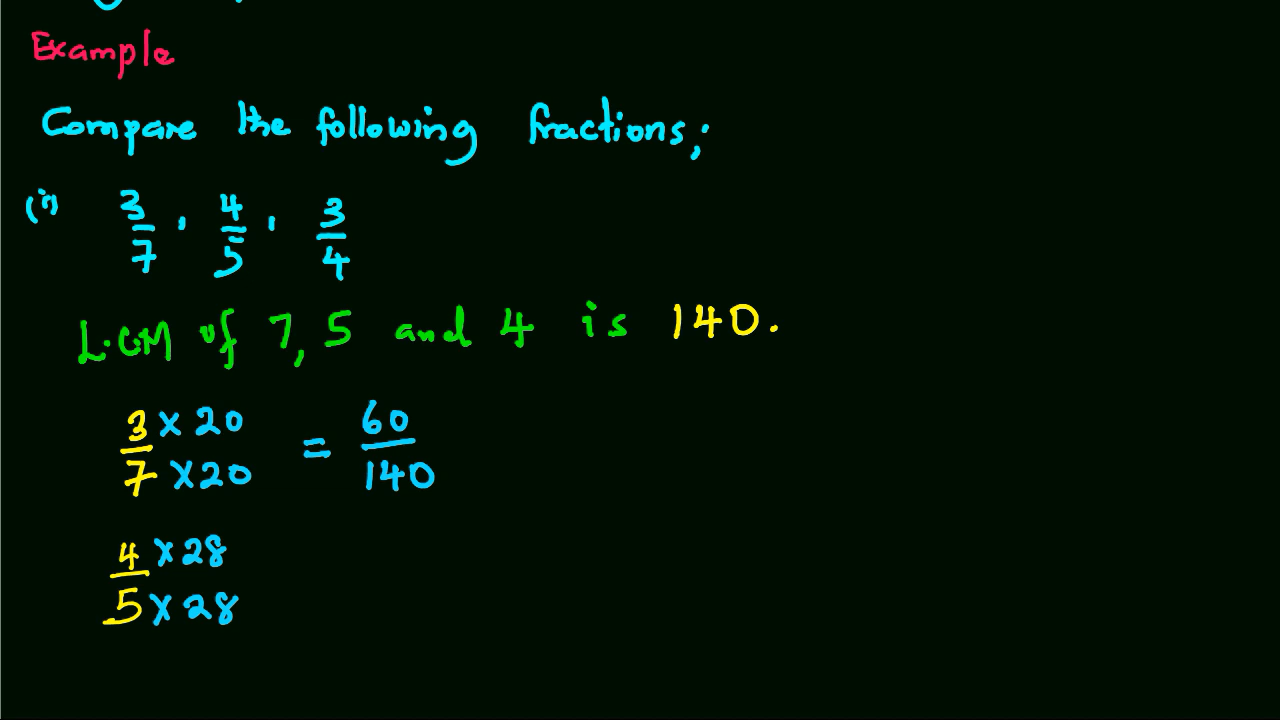 Example
Compare the following fractions;
(i) 3/7, 4/5, 3/4
L.CM of 7, 5 and 4 is 140.
3 × 20 / 7 × 20 = 60/140
4 × 28 / 5 × 28